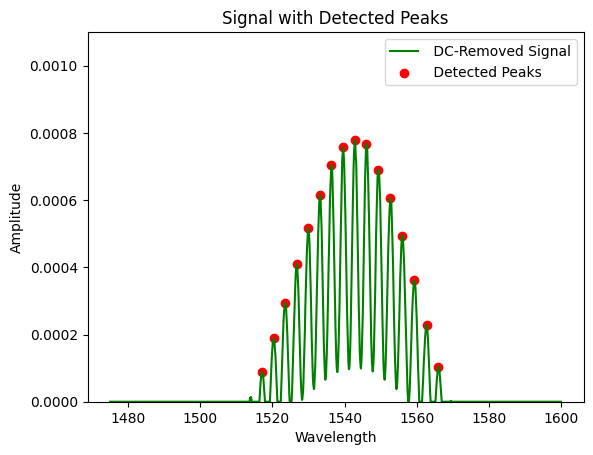 Signal with Detected Peaks
DC-Removed Signal
Detected Peaks
Amplitude
0.0010
0.0008
0.0006
0.0004
0.0002
0.0000
1480 1500 1520 1540 1560 1580 1600
Wavelength